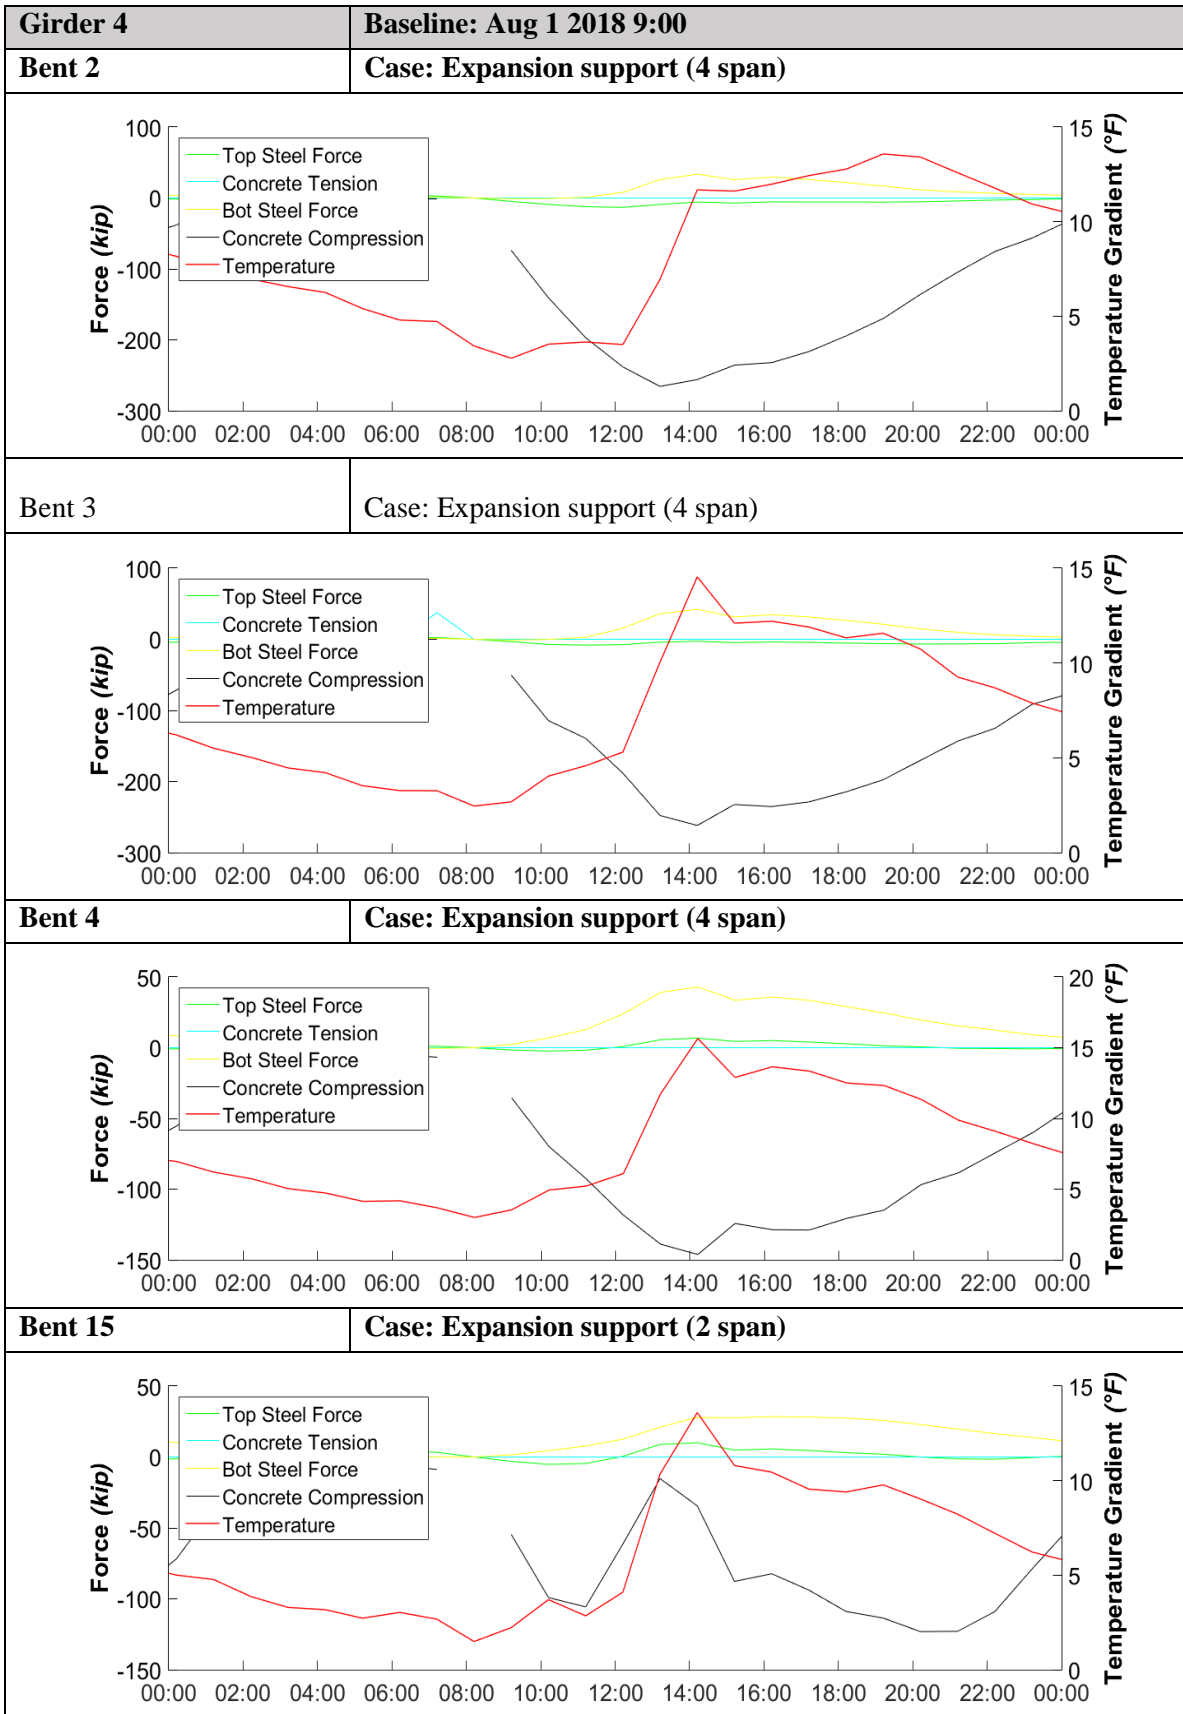 Girder 4 Baseline: Aug 1 2018 9:00
Bent 2 Case: Expansion support (4 span)
100
0
-100
-200
-300
Force (kip)
Top Steel Force
Concrete Tension
Bot Steel Force
Concrete Compression
Temperature
15
10
5
0
Temperature Gradient (°F)
00:00 02:00 04:00 06:00 08:00 10:00 12:00 14:00 16:00 18:00 20:00 22:00 00:00
Bent 3 Case: Expansion support (4 span)
100
0
-100
-200
-300
Force (kip)
Top Steel Force
Concrete Tension
Bot Steel Force
Concrete Compression
Temperature
15
10
5
0
Temperature Gradient (°F)
00:00 02:00 04:00 06:00 08:00 10:00 12:00 14:00 16:00 18:00 20:00 22:00 00:00
Bent 4 Case: Expansion support (4 span)
50
0
-50
-100
-150
Force (kip)
Top Steel Force
Concrete Tension
Bot Steel Force
Concrete Compression
Temperature
20
15
10
5
0
Temperature Gradient (°F)
00:00 02:00 04:00 06:00 08:00 10:00 12:00 14:00 16:00 18:00 20:00 22:00 00:00
Bent 15 Case: Expansion support (2 span)
50
0
-50
-100
-150
Force (kip)
Top Steel Force
Concrete Tension
Bot Steel Force
Concrete Compression
Temperature
15
10
5
0
Temperature Gradient (°F)
00:00 02:00 04:00 06:00 08:00 10:00 12:00 14:00 16:00 18:00 20:00 22:00 00:00